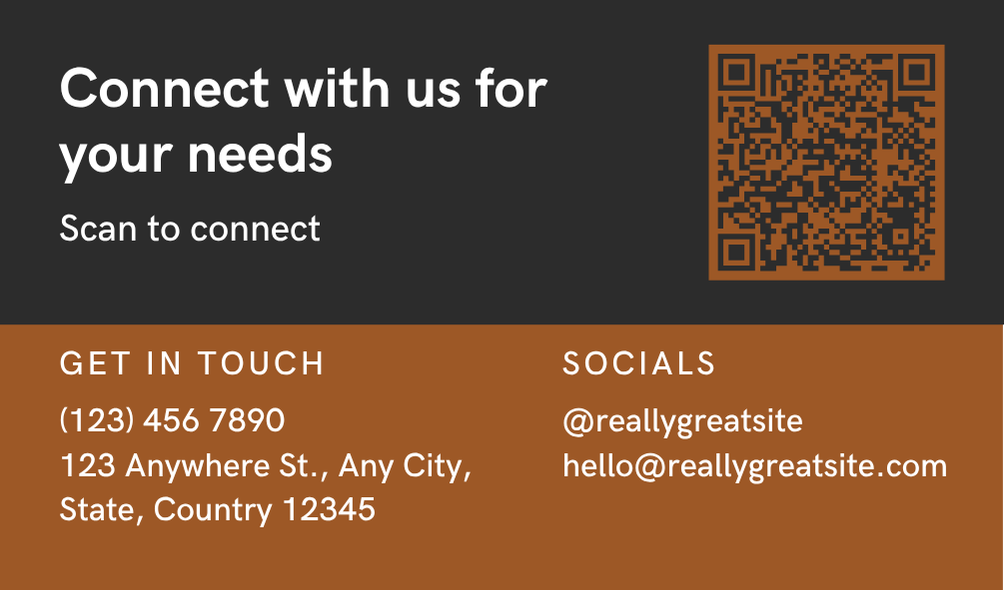 Connect with us for
your needs
Scan to connect
GET IN TOUCH
(123) 456 7890
123 Anywhere St., Any City,
State, Country 12345
SOCIALS
@reallygreatsite
hello@reallygreatsite.com